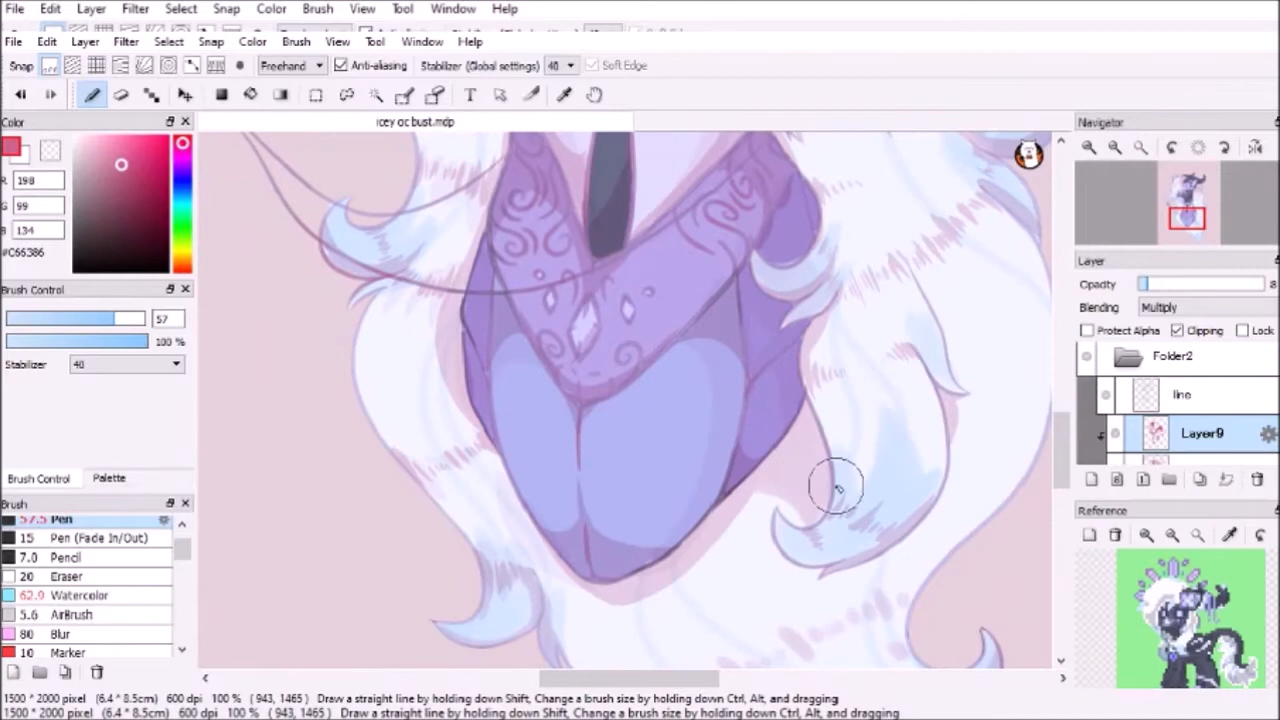 File Edit Layer Filter Select Snap Color Brush View Tool Window Help
File Edit Layer Filter Select Snap Color Brush View Tool Window Help
Snap OFF Freehand Anti-aliasing Stabilizer (Global settings) 40 Soft Edge
T
Color
icey oc bust.mdp
Navigator
R 198
G 99
B 134
#C66386
Layer
Opacity 8
Brush Control
Blending Multiply
57
Protect Alpha Clipping Lock
100 %
Stabilizer 40
Folder2
line
Layer9
Brush Control Palette
Brush
Reference
57.5 Pen
15 Pen (Fade In/Out)
7.0 Pencil
20 Eraser
62.9 Watercolor
5.6 AirBrush
80 Blur
10 Marker
1500 * 2000 pixel (6.4 * 8.5cm) 600 dpi 100 % ( 943, 1465 ) Draw a straight line by holding down Shift, Change a brush size by holding down Ctrl, Alt, and dragging
1500 * 2000 pixel (6.4 * 8.5cm) 600 dpi 100 % ( 943, 1465 ) Draw a straight line by holding down Shift, Change a brush size by holding down Ctrl, Alt, and dragging